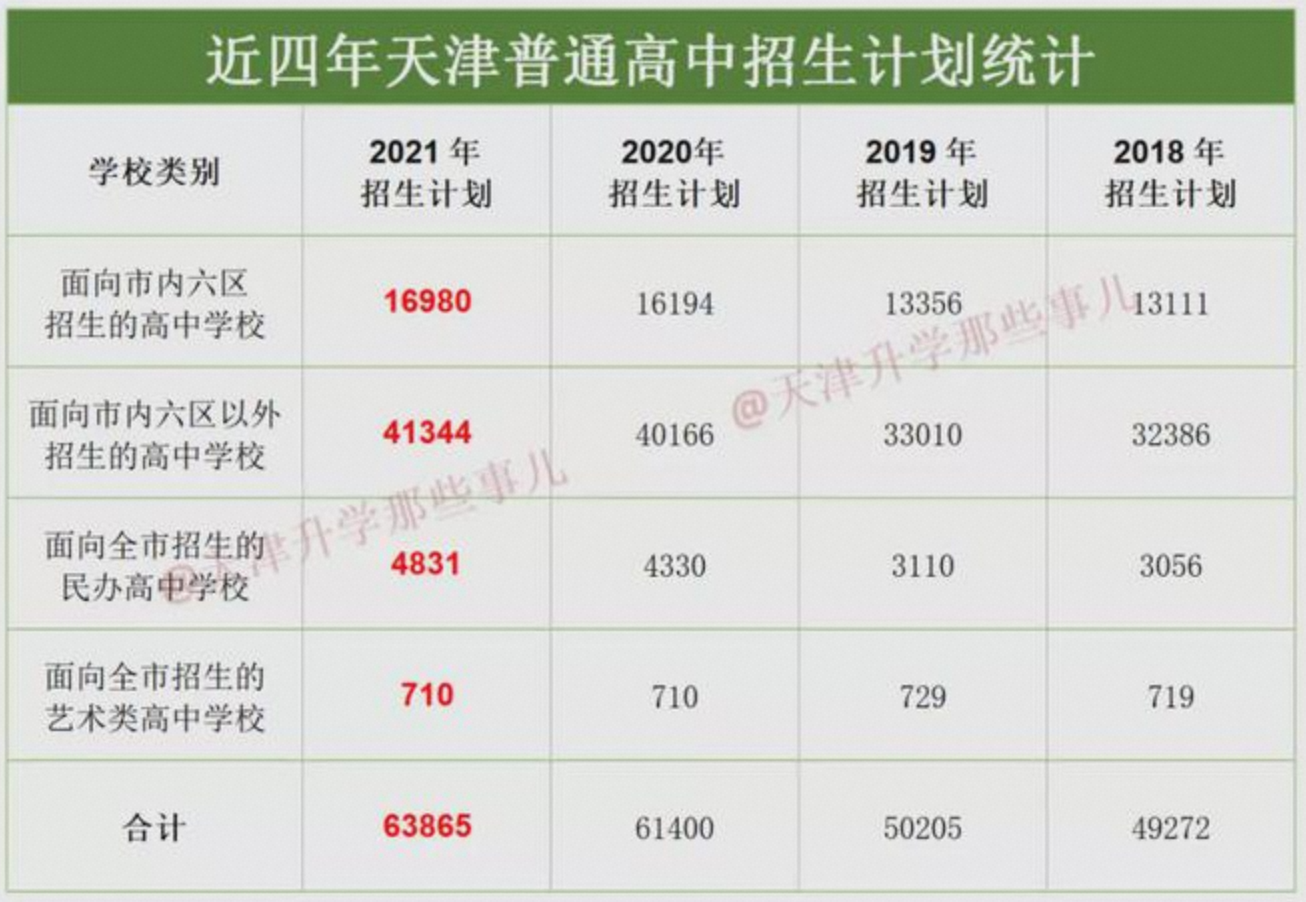 近四年天津普通高中招生计划统计
学校类别
2021 年
招生计划
2020年
招生计划
2019 年
招生计划
2018 年
招生计划
面向市内六区
招生的高中学校
16980
16194
13356
13111
面向市内六区以外
招生的高中学校
41344
40166
33010
32386
面向全市招生的
民办高中学校
4831
4330
3110
3056
面向全市招生的
艺术类高中学校
710
710
729
719
合计
63865
61400
50205
49272
@天津升学那些事儿
@天津升学那些事儿